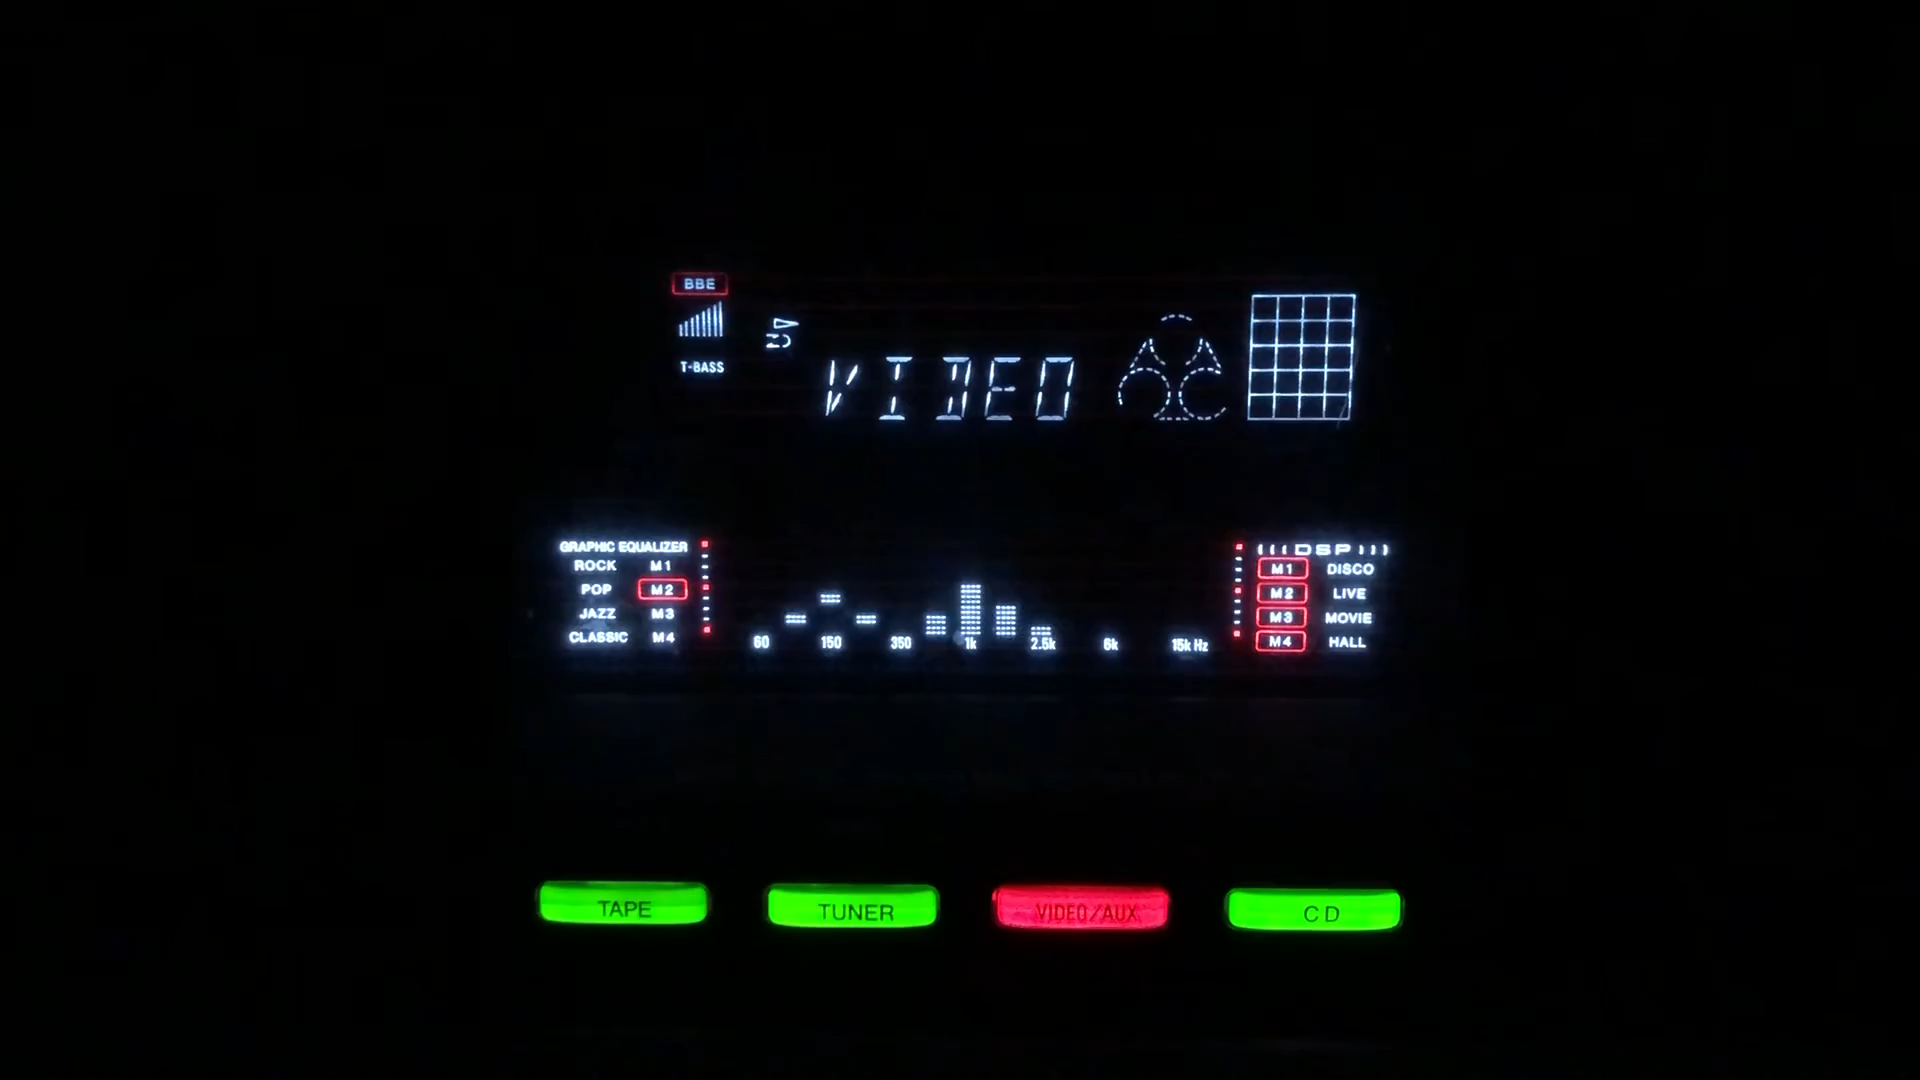 BBE
T-BASS
VIDEO
GRAPHIC EQUALIZER
ROCK M1
POP M2
JAZZ M3
CLASSIC M4
60 150 350 1k 2.5k 6k 15k Hz
DSP
M1 DISCO
M2 LIVE
M3 MOVIE
M4 HALL
TAPE
TUNER
VIDEO/AUX
CD